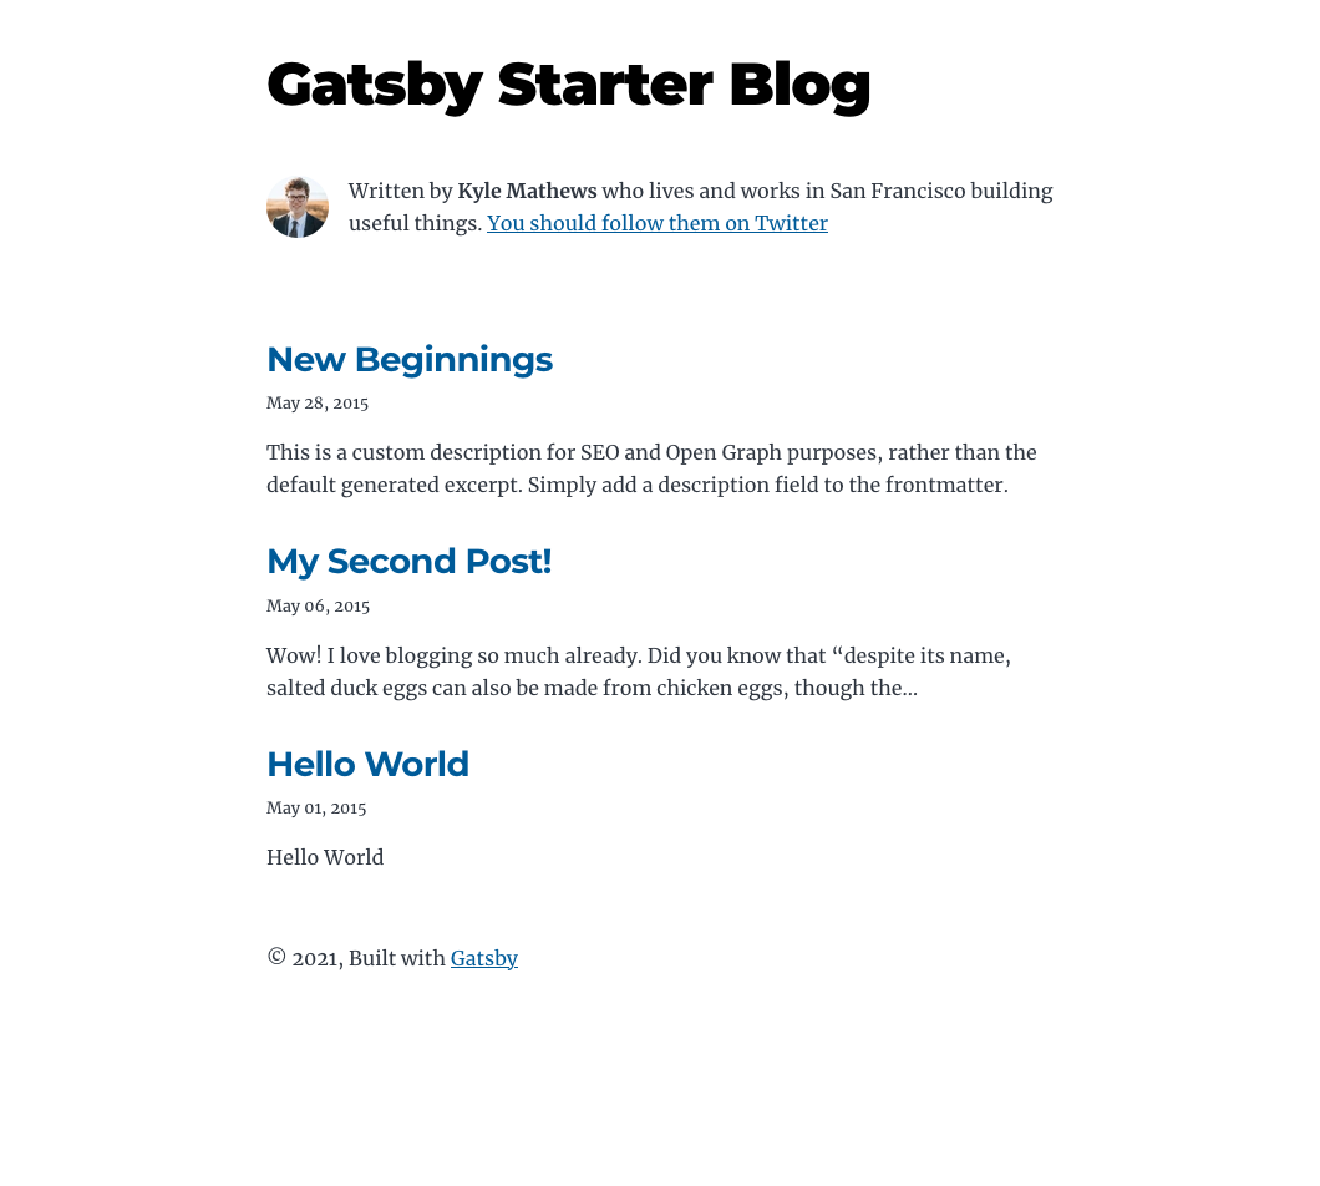 Gatsby Starter Blog
Written by Kyle Mathews who lives and works in San Francisco building
useful things. You should follow them on Twitter
New Beginnings
May 28, 2015
This is a custom description for SEO and Open Graph purposes, rather than the
default generated excerpt. Simply add a description field to the frontmatter.
My Second Post!
May 06, 2015
Wow! I love blogging so much already. Did you know that “despite its name,
salted duck eggs can also be made from chicken eggs, though the…
Hello World
May 01, 2015
Hello World
© 2021, Built with Gatsby